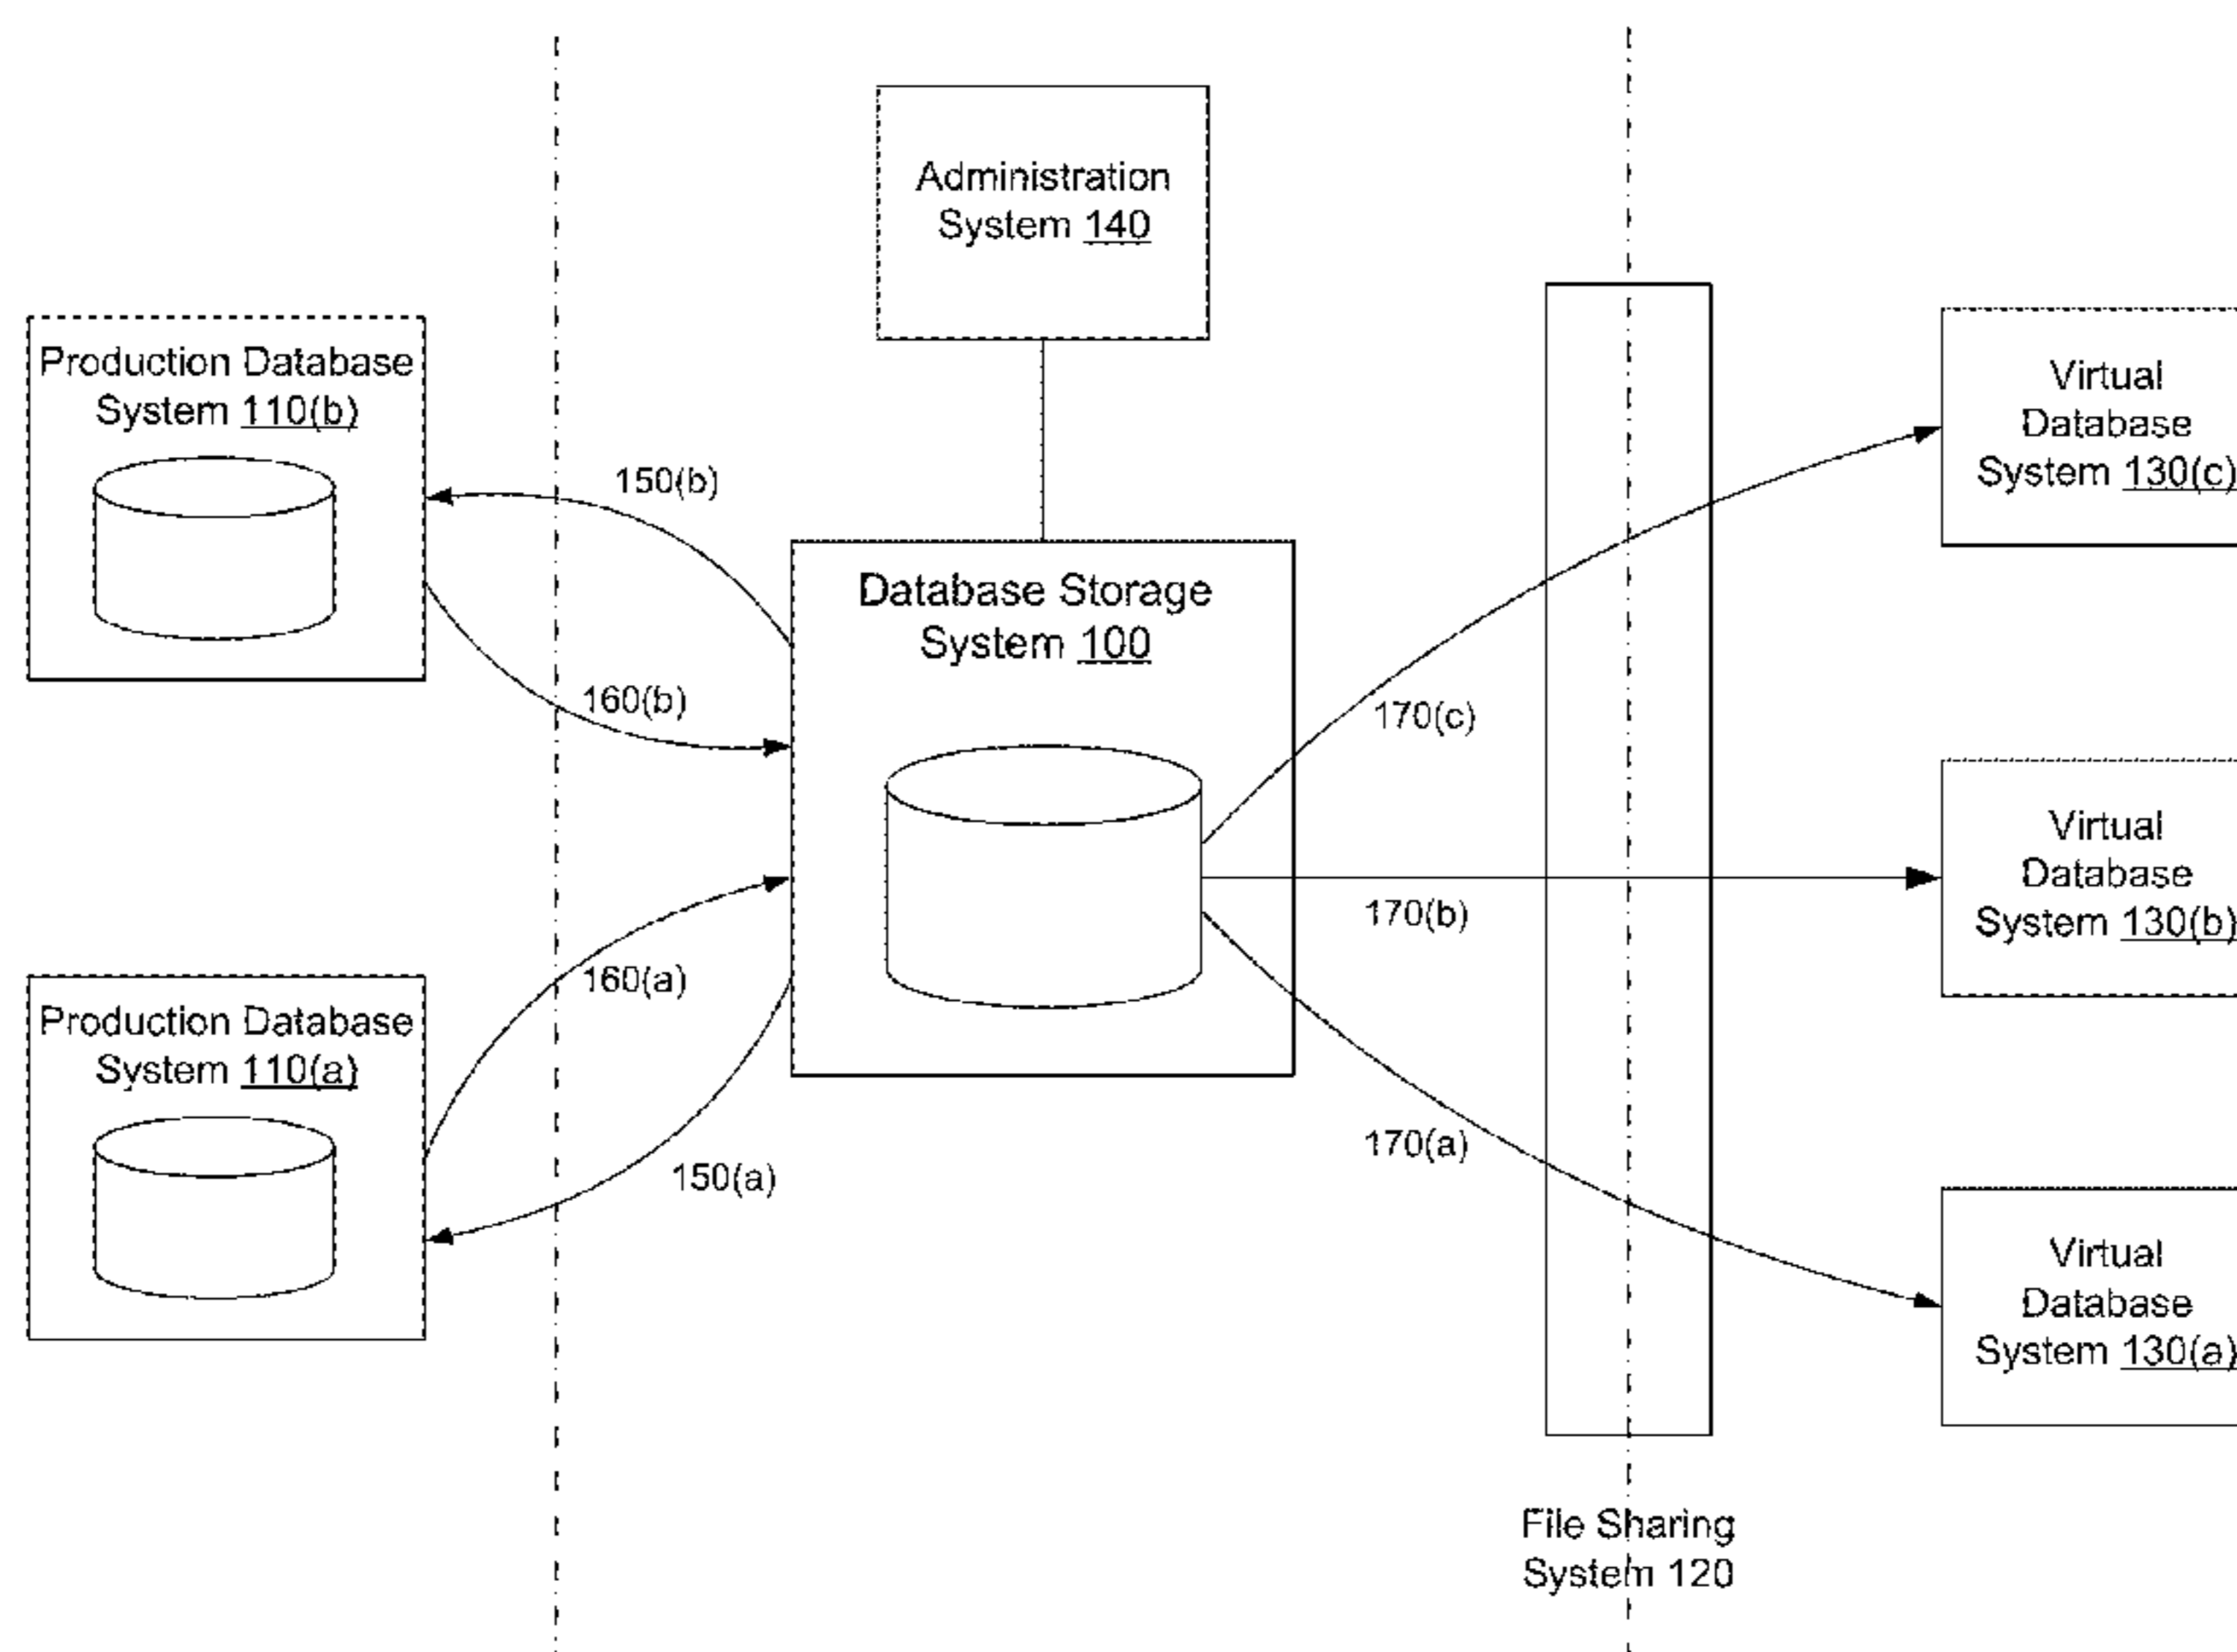 Administration
System 140
Production Database
System 110(b)
Virtual
Database
System 130(c)
150(b)
Database Storage
System 100
160(b)
170(c)
Virtual
Database
System 130(b)
170(b)
160(a)
Production Database
System 110(a)
170(a)
150(a)
Virtual
Database
System 130(a)
File Sharing
System 120